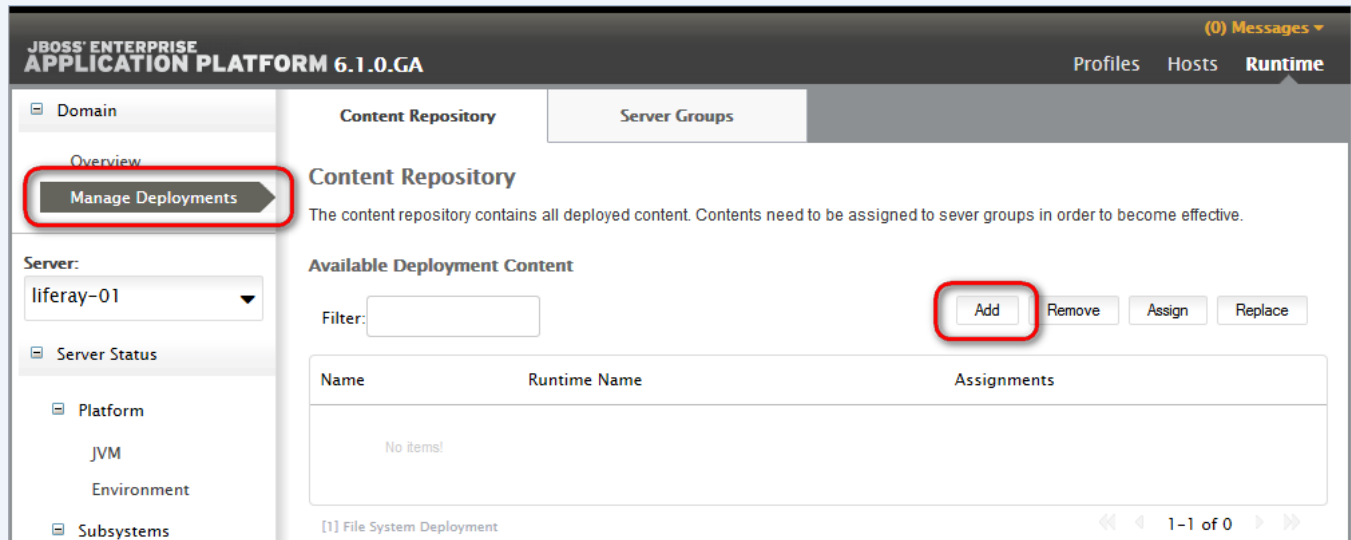 (0) Messages
JBOSS' ENTERPRISE
APPLICATION PLATFORM 6.1.0.GA
Profiles Hosts Runtime
Domain
Content Repository
Server Groups
Overview
Manage Deployments
Content Repository
The content repository contains all deployed content. Contents need to be assigned to sever groups in order to become effective.
Server:
liferay-01
Available Deployment Content
Filter:
Add Remove Assign Replace
Server Status
Name Runtime Name Assignments
Platform
No items!
JVM
Environment
Subsystems
[1] File System Deployment
1-1 of 0